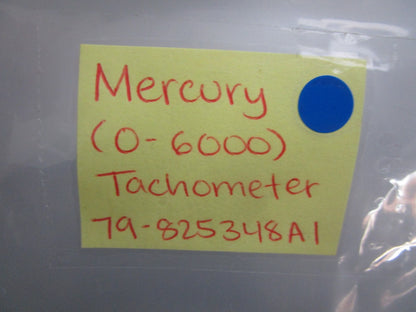 Mercury
(0-6000)
Tachometer
79-825348A1